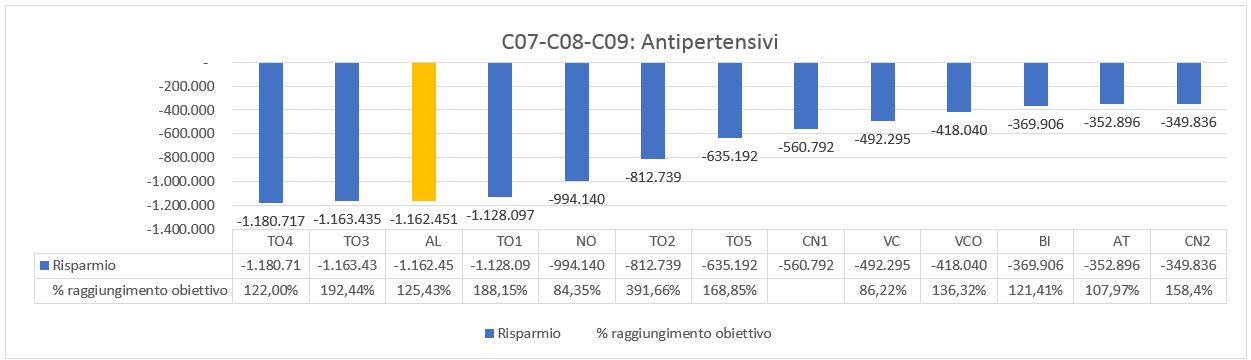 C07-C08-C09: Antipertensivi
-
-200.000
-400.000
-600.000
-800.000
-1.000.000
-1.200.000
-1.400.000
-1.180.717 -1.163.435 -1.162.451 -1.128.097 -994.140 -812.739 -635.192 -560.792 -492.295 -418.040 -369.906 -352.896 -349.836
TO4 TO3 AL TO1 NO TO2 TO5 CN1 VC VCO BI AT CN2
Risparmio -1.180.71 -1.163.43 -1.162.45 -1.128.09 -994.140 -812.739 -635.192 -560.792 -492.295 -418.040 -369.906 -352.896 -349.836
% raggiungimento obiettivo 122,00% 192,44% 125,43% 188,15% 84,35% 391,66% 168,85% 86,22% 136,32% 121,41% 107,97% 158,4%
Risparmio % raggiungimento obiettivo